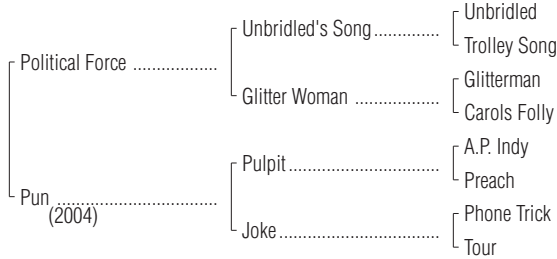 Unbridled
Unbridled's Song..............
Trolley Song
Political Force ..................
Glitterman
Glitter Woman ..................
Carols Folly
A.P. Indy
Pulpit................................
Preach
Pun ..................................
(2004)
Phone Trick
Joke..................................
Tour